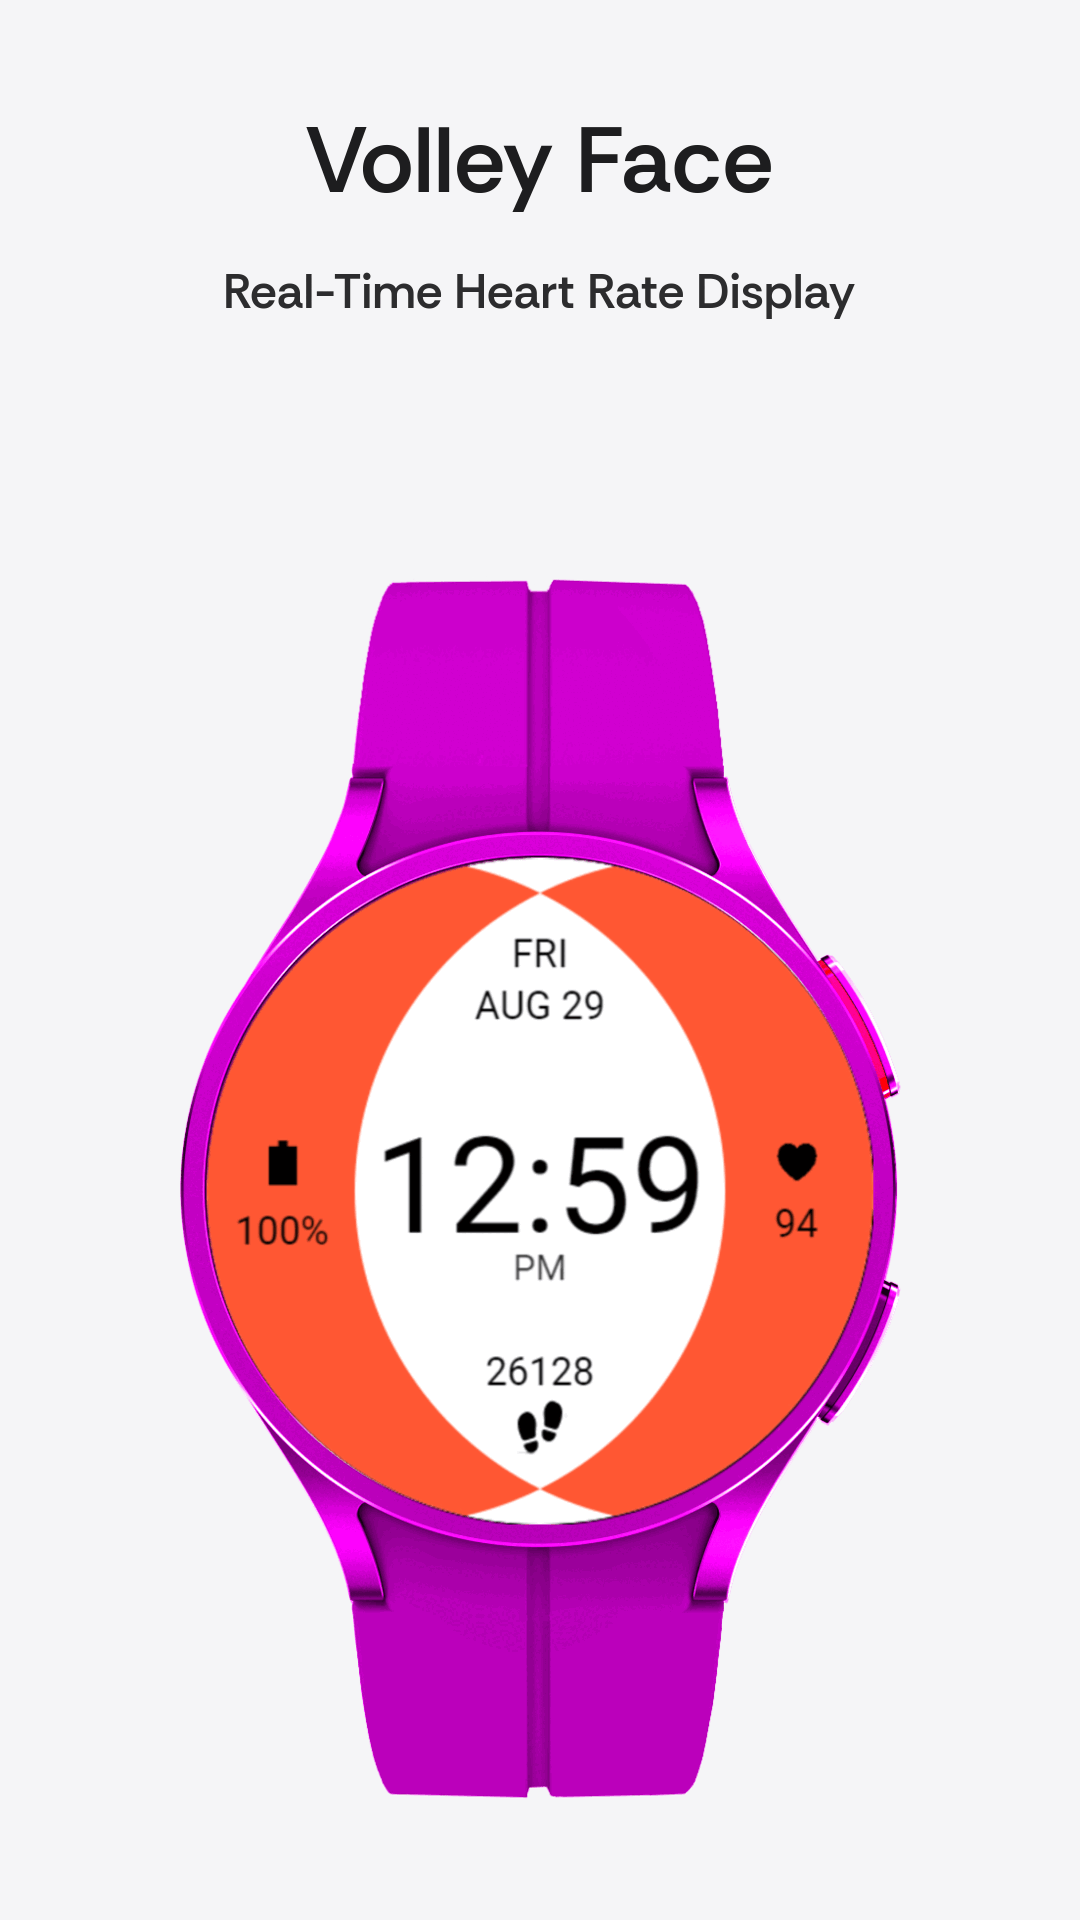 Volley Face
Real-Time Heart Rate Display
FRI
AUG 29
12:59
PM
100%
94
26128